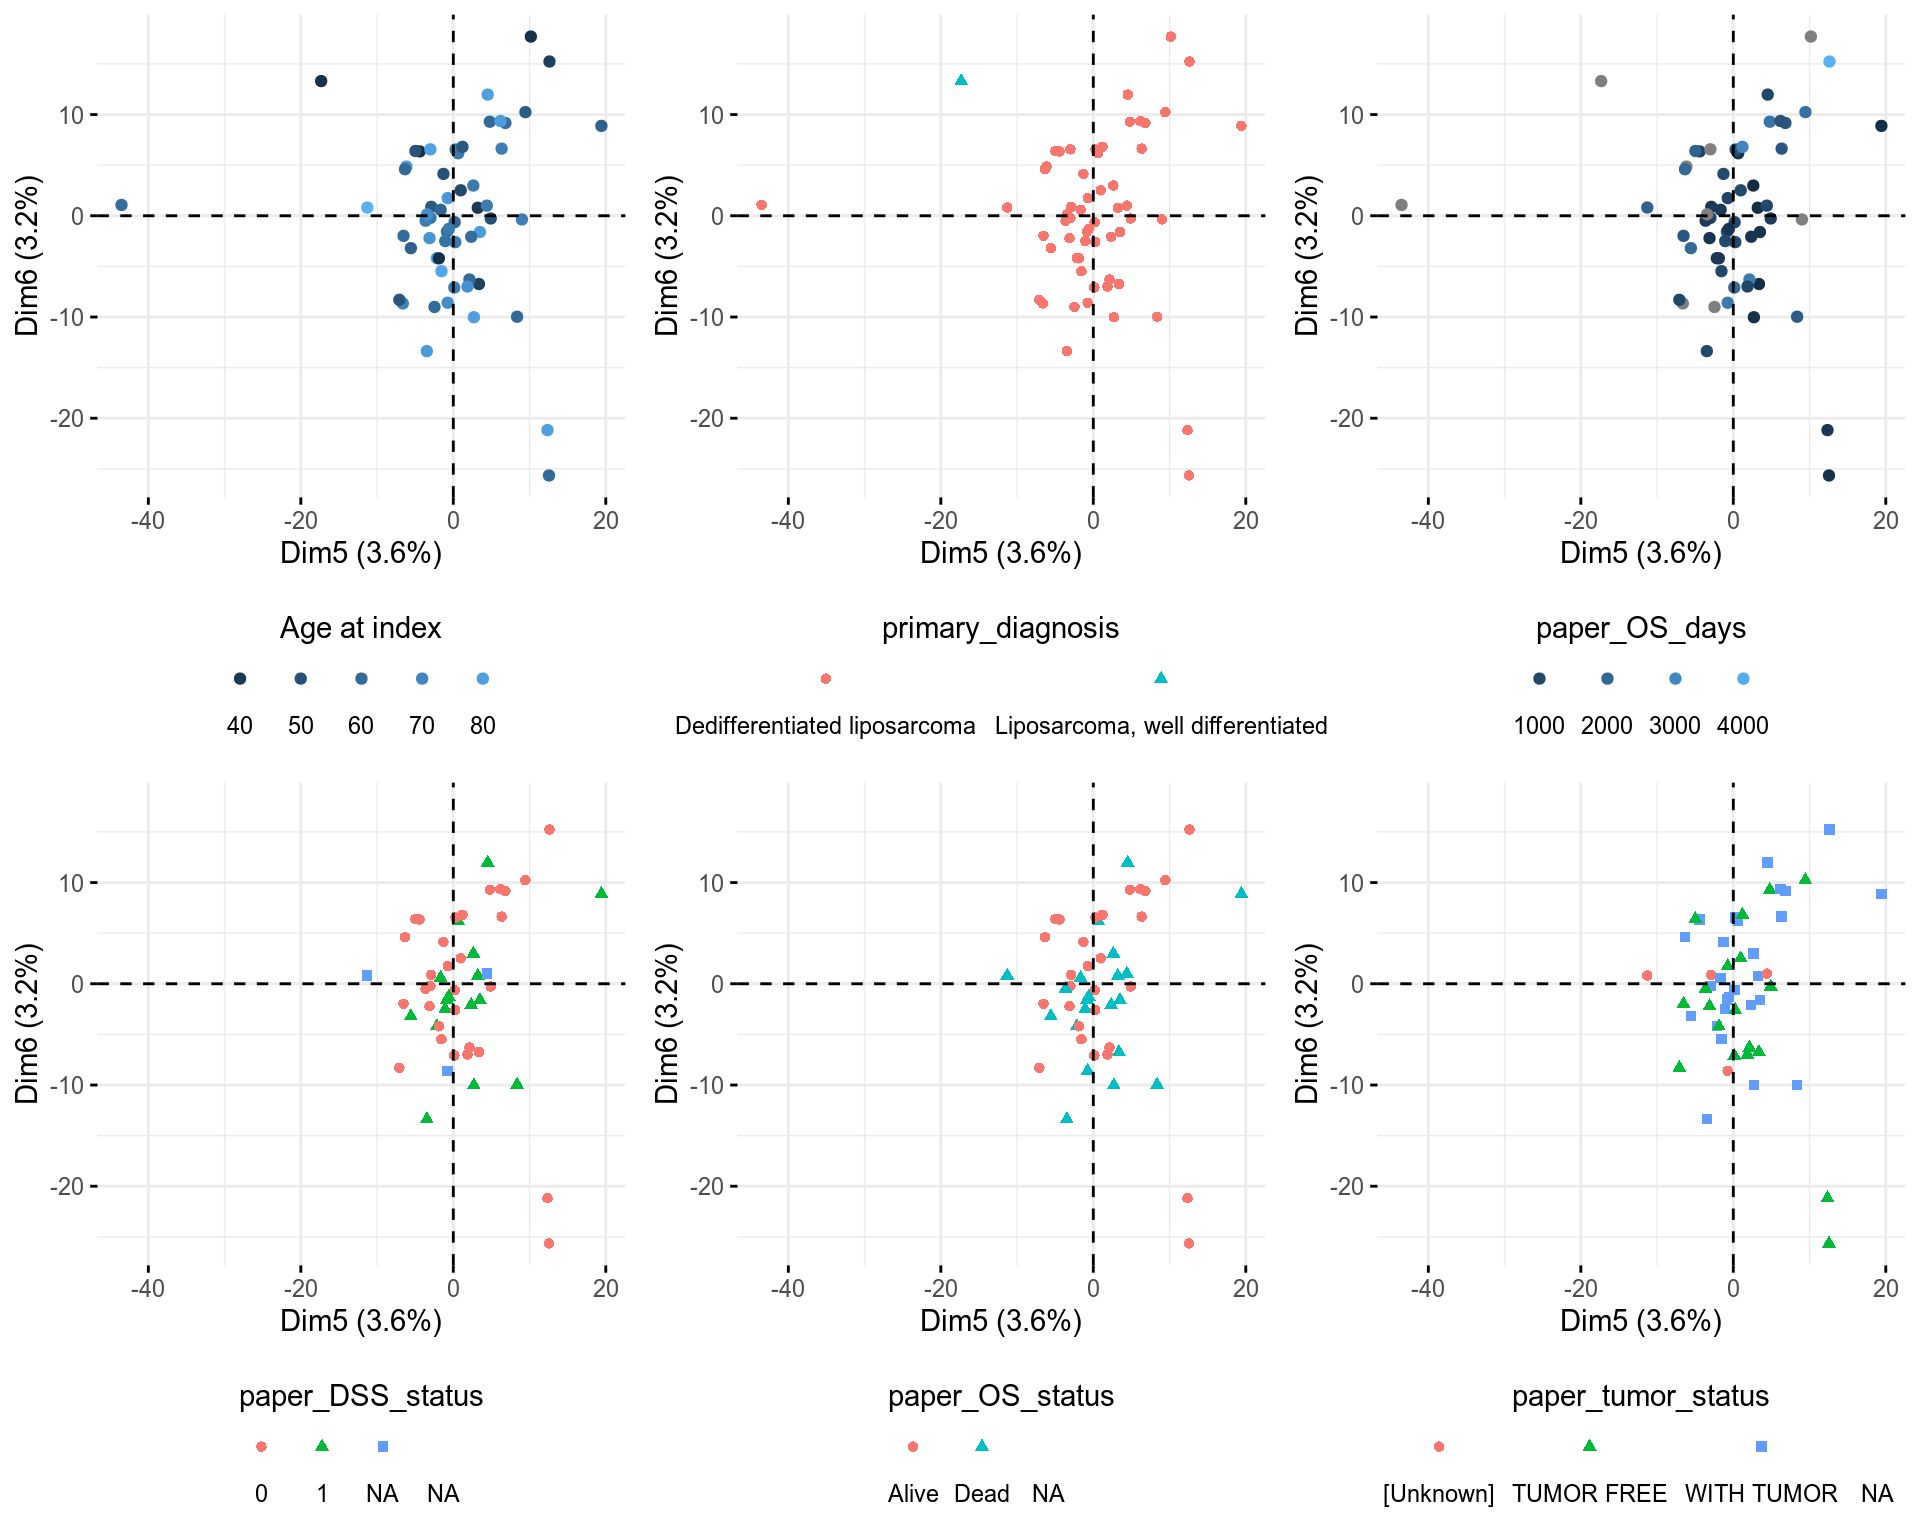 10
0
-10
-20
Dim6 (3.2%)
-40 -20 0 20
Dim5 (3.6%)
Age at index
40 50 60 70 80
10
0
-10
-20
Dim6 (3.2%)
-40 -20 0 20
Dim5 (3.6%)
primary_diagnosis
Dedifferentiated liposarcoma Liposarcoma, well differentiated
10
0
-10
-20
Dim6 (3.2%)
-40 -20 0 20
Dim5 (3.6%)
paper_OS_days
1000 2000 3000 4000
10
0
-10
-20
Dim6 (3.2%)
-40 -20 0 20
Dim5 (3.6%)
paper_DSS_status
0 1 NA NA
10
0
-10
-20
Dim6 (3.2%)
-40 -20 0 20
Dim5 (3.6%)
paper_OS_status
Alive Dead NA
10
0
-10
-20
Dim6 (3.2%)
-40 -20 0 20
Dim5 (3.6%)
paper_tumor_status
[Unknown] TUMOR FREE WITH TUMOR NA